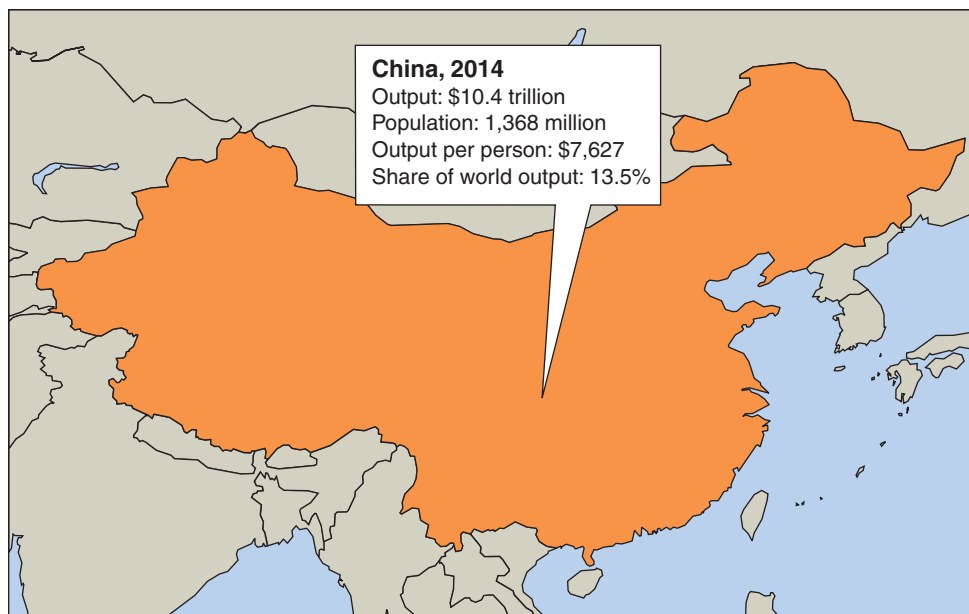 China, 2014
Output: $10.4 trillion
Population: 1,368 million
Output per person: $7,627
Share of world output: 13.5%